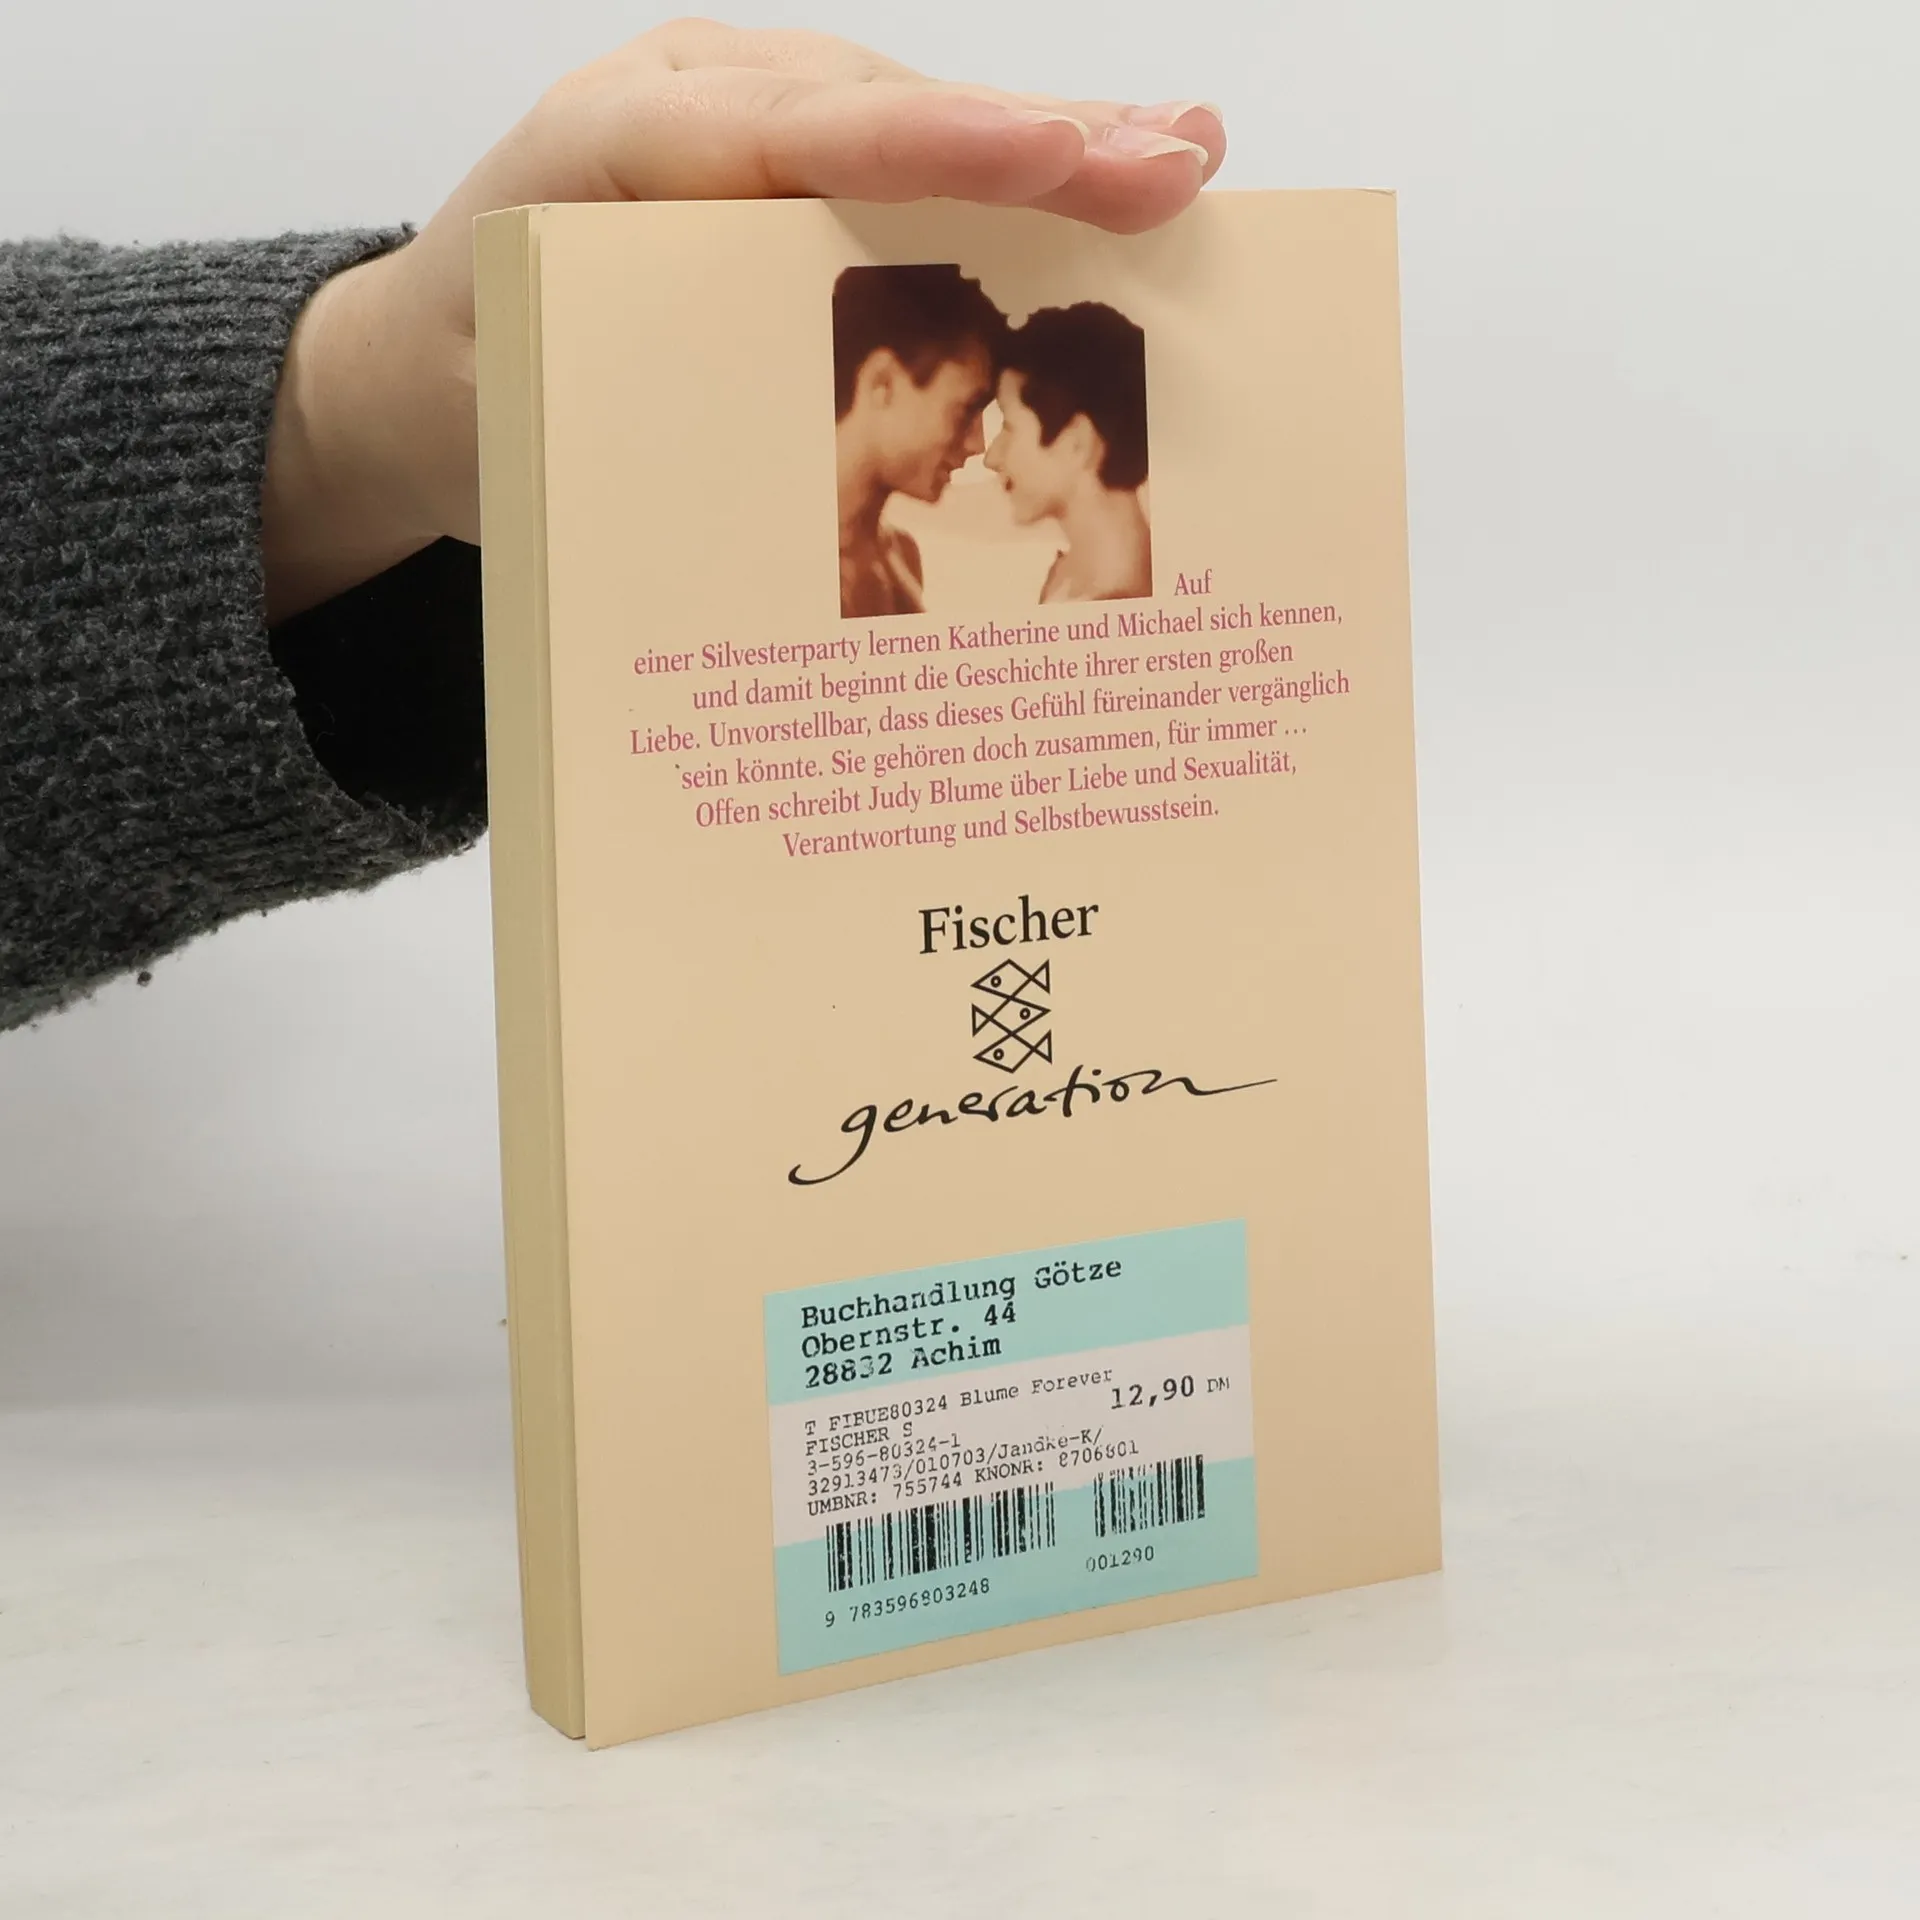 Auf
einer Silvesterparty lernen Katherine und Michael sich kennen,
und damit beginnt die Geschichte ihrer ersten großen
Liebe. Unvorstellbar, dass dieses Gefühl füreinander vergänglich
sein könnte. Sie gehören doch zusammen, für immer ...
Offen schreibt Judy Blume über Liebe und Sexualität,
Verantwortung und Selbstbewusstsein.
Fischer
generation
Buchhandlung Götze
Obernstr. 44
28832 Achim
T FIBUE80324 Blume Forever
12,90 DM
FISCHER S
3-596-80324-1
32913473/010703/Jandke-K/
UMBNR: 755744 KNONR: 8706801
9 783596803248
001290